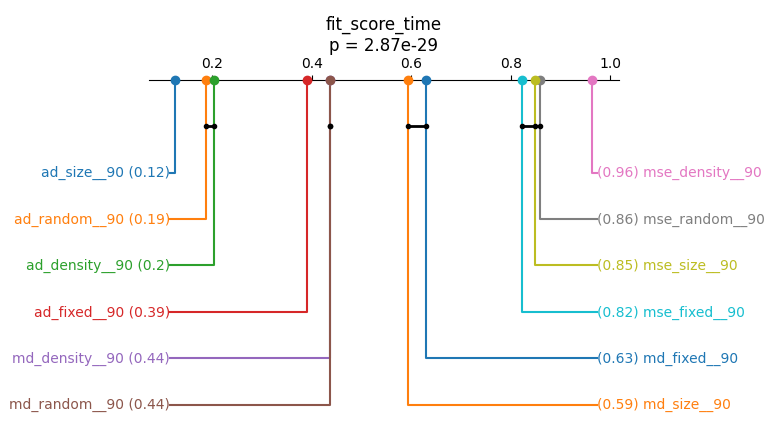 fit_score_time
p = 2.87e-29
0.2 0.4 0.6 0.8 1.0
ad_size__90 (0.12)
(0.96) mse_density__90
ad_random__90 (0.19)
(0.86) mse_random__90
ad_density__90 (0.2)
(0.85) mse_size__90
ad_fixed__90 (0.39)
(0.82) mse_fixed__90
md_density__90 (0.44)
(0.63) md_fixed__90
md_random__90 (0.44)
(0.59) md_size__90